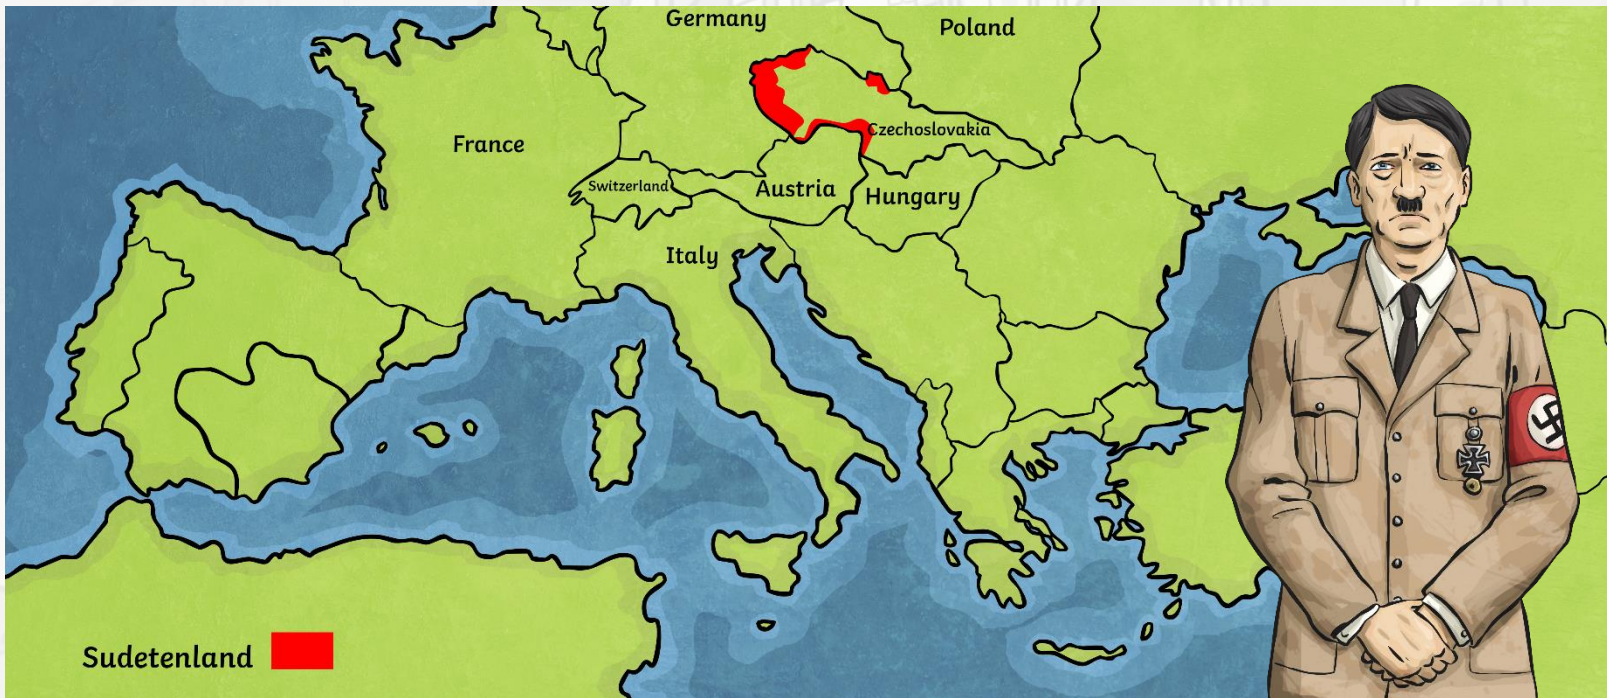 Germany
Poland
France
Czechoslovakia
Switzerland
Austria
Hungary
Italy
Sudetenland